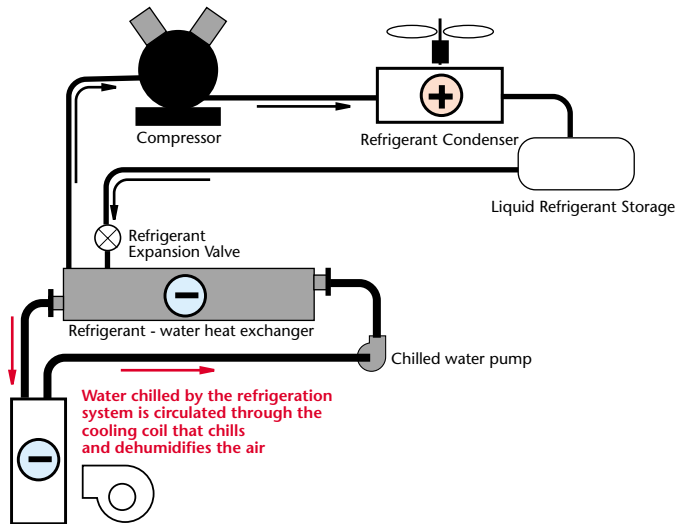 Compressor
Refrigerant Condenser
Liquid Refrigerant Storage
Refrigerant
Expansion Valve
Refrigerant - water heat exchanger
Chilled water pump
Water chilled by the refrigeration
system is circulated through the
cooling coil that chills
and dehumidifies the air